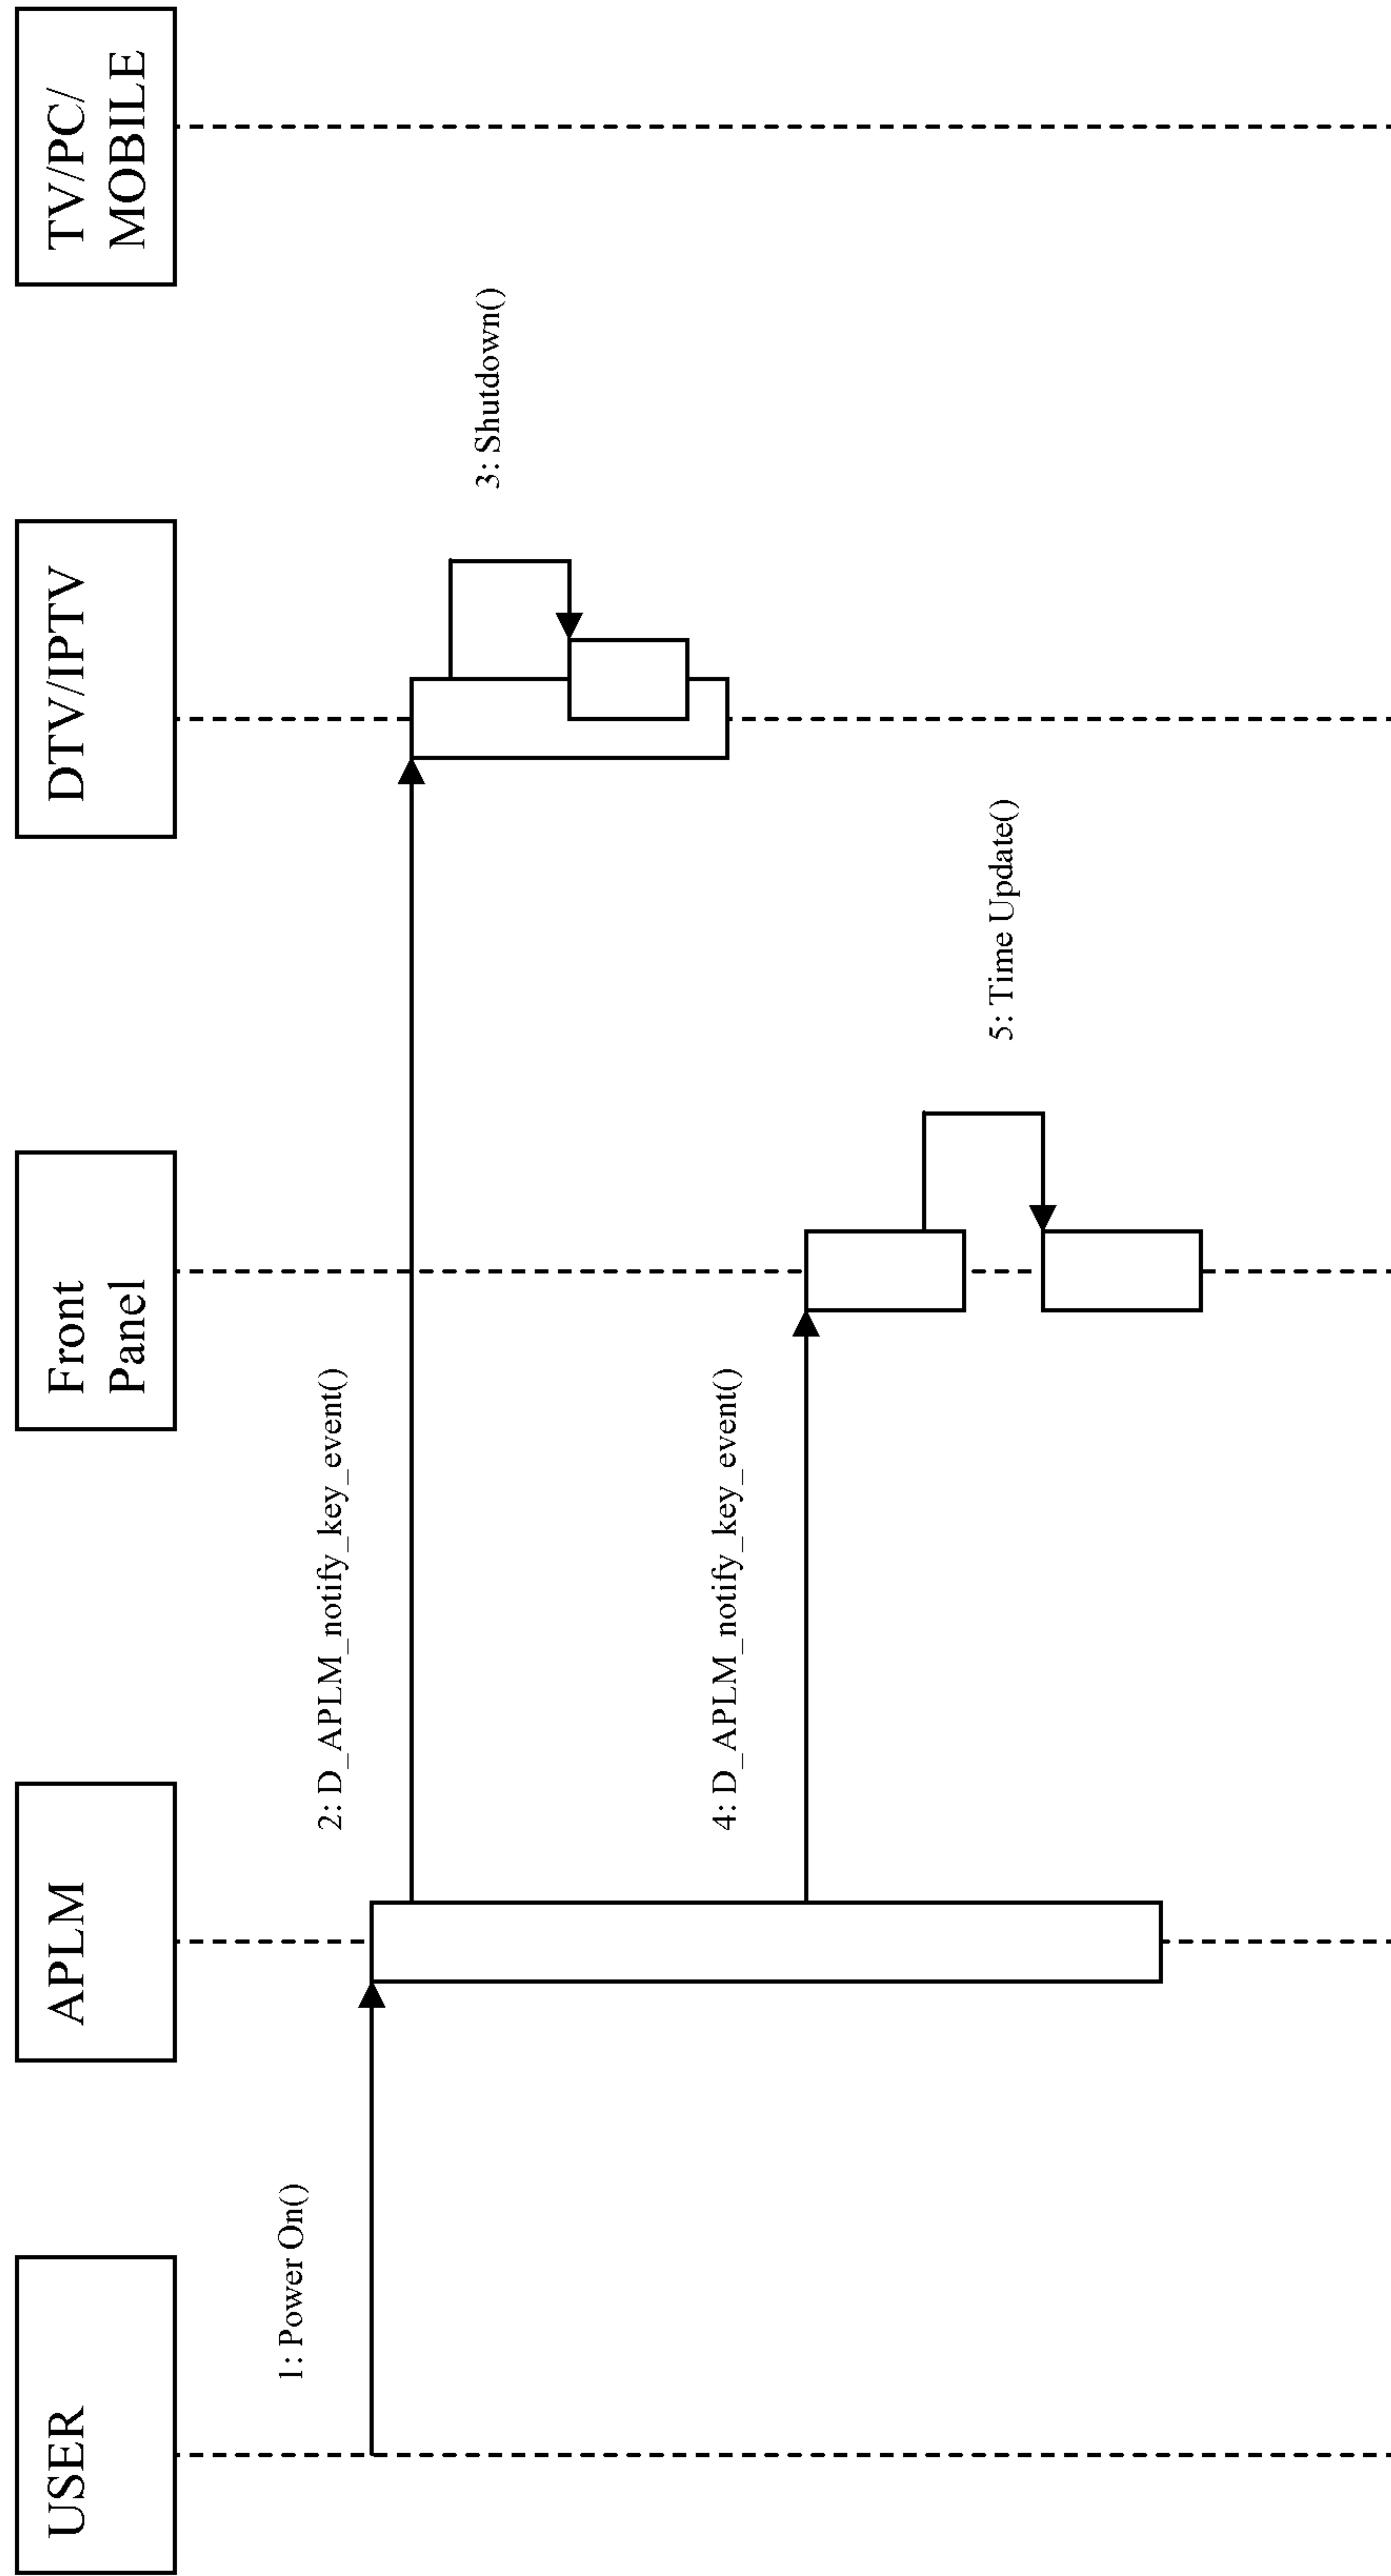 USER
APLM
Front
Panel
DTV/IPTV
TV/PC/
MOBILE
1: Power On()
2: D_APLM_notify_key_event()
3: Shutdown()
4: D_APLM_notify_key_event()
5: Time Update()